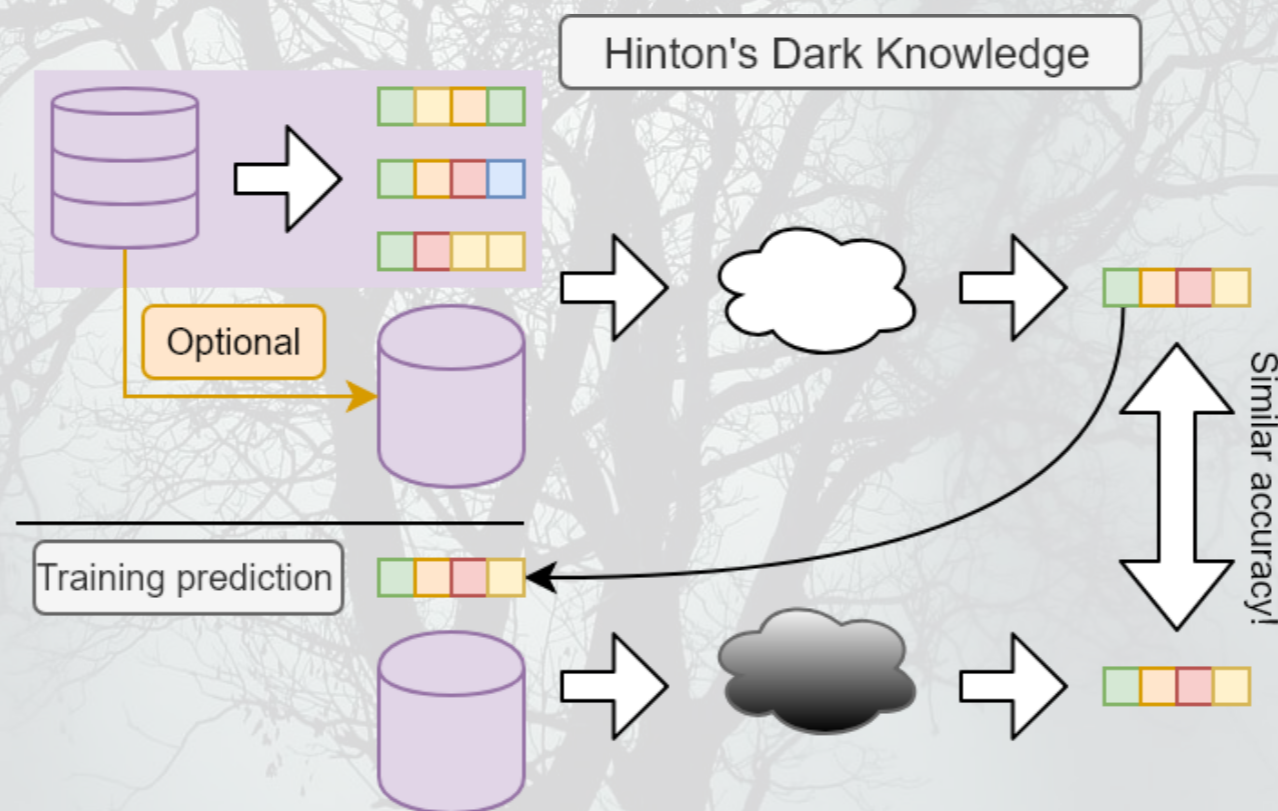 Hinton's Dark Knowledge
Optional
Similar accuracy!
Training prediction